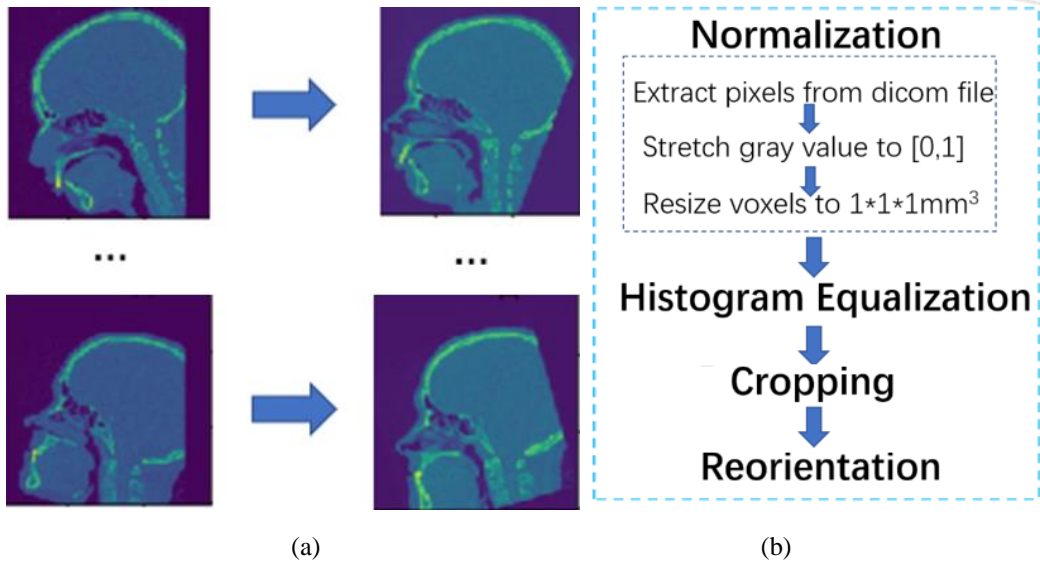 Normalization
Extract pixels from dicom file
Stretch gray value to [0,1]
Resize voxels to 1*1*1mm³
...
...
Histogram Equalization
Cropping
Reorientation
(a)
(b)